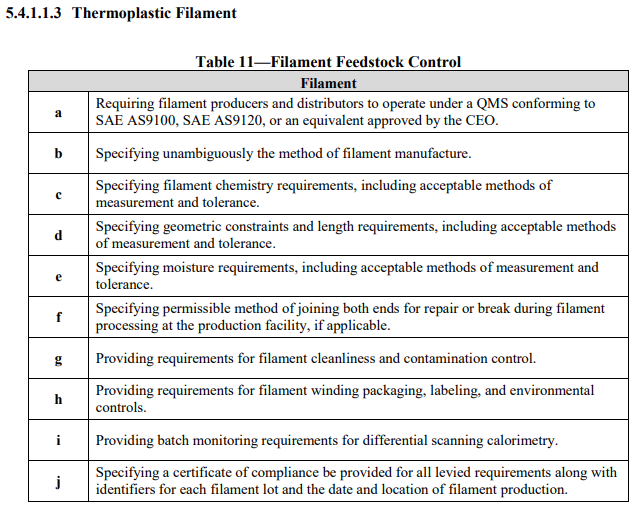 5.4.1.1.3 Thermoplastic Filament
Table 11—Filament Feedstock Control
Filament
a
Requiring filament producers and distributors to operate under a QMS conforming to
SAE AS9100, SAE AS9120, or an equivalent approved by the CEO.
b
Specifying unambiguously the method of filament manufacture.
c
Specifying filament chemistry requirements, including acceptable methods of
measurement and tolerance.
d
Specifying geometric constraints and length requirements, including acceptable methods
of measurement and tolerance.
e
Specifying moisture requirements, including acceptable methods of measurement and
tolerance.
f
Specifying permissible method of joining both ends for repair or break during filament
processing at the production facility, if applicable.
g
Providing requirements for filament cleanliness and contamination control.
h
Providing requirements for filament winding packaging, labeling, and environmental
controls.
i
Providing batch monitoring requirements for differential scanning calorimetry.
j
Specifying a certificate of compliance be provided for all levied requirements along with
identifiers for each filament lot and the date and location of filament production.